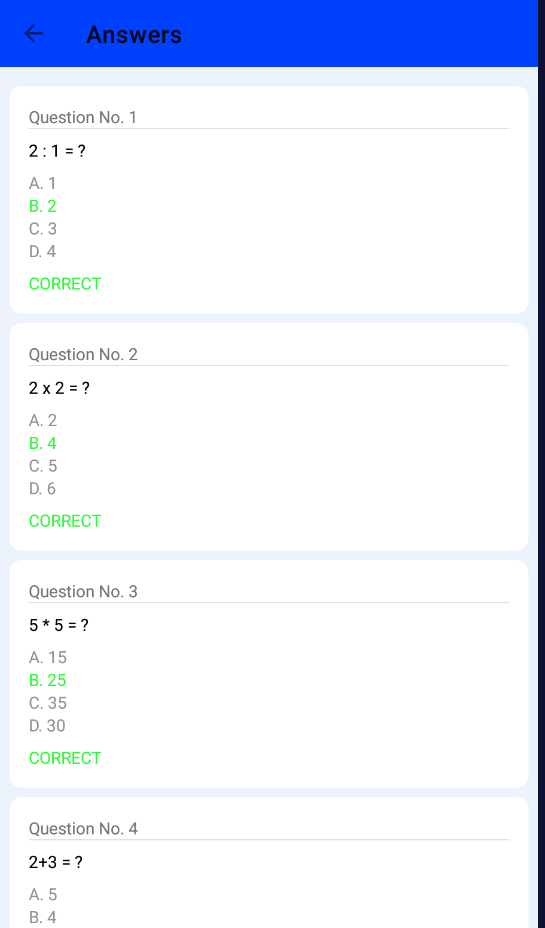 Answers
Question No. 1
2 : 1 = ?
A. 1
B. 2
C. 3
D. 4
CORRECT
Question No. 2
2 x 2 = ?
A. 2
B. 4
C. 5
D. 6
CORRECT
Question No. 3
5 * 5 = ?
A. 15
B. 25
C. 35
D. 30
CORRECT
Question No. 4
2+3 = ?
A. 5
B. 4